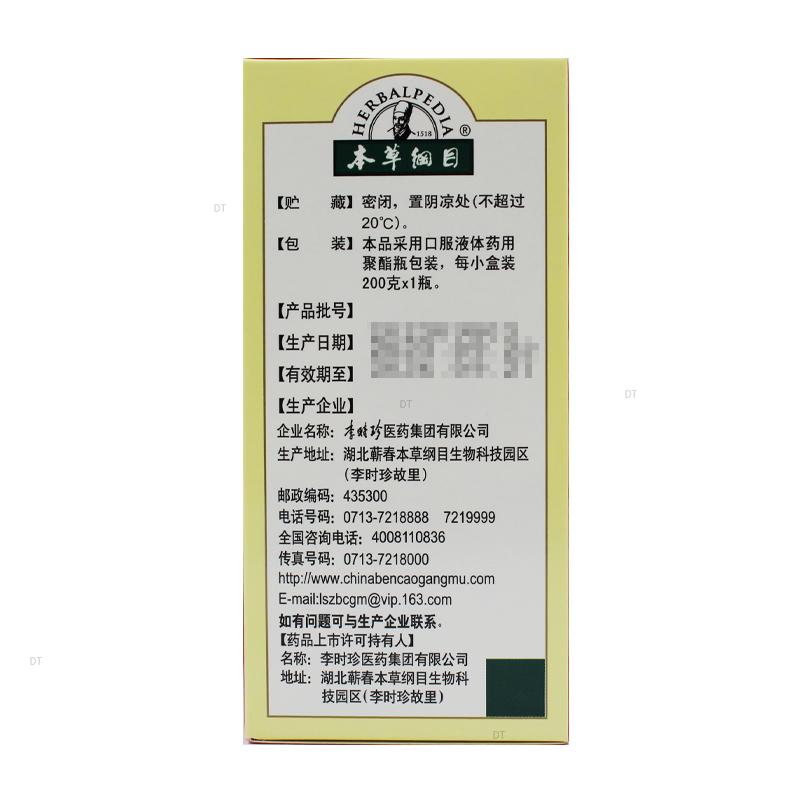 HERBALPEDIA
1518
®
本草纲目
【贮 藏】密闭，置阴凉处(不超过
20℃)。
【包 装】本品采用口服液体药用
聚酯瓶包装，每小盒装
200克x1瓶。
【产品批号】
【生产日期】
【有效期至】
【生产企业】
企业名称：李时珍医药集团有限公司
生产地址：湖北蕲春本草纲目生物科技园区
（李时珍故里）
邮政编码：435300
电话号码：0713-7218888 7219999
全国咨询电话：4008110836
传真号码：0713-7218000
http://www.chinabencaogangmu.com
E-mail:lszbcgm@vip.163.com
如有问题可与生产企业联系。
【药品上市许可持有人】
名称：李时珍医药集团有限公司
地址：湖北蕲春本草纲目生物科
技园区(李时珍故里)
DT
DT
DT
DT
DT